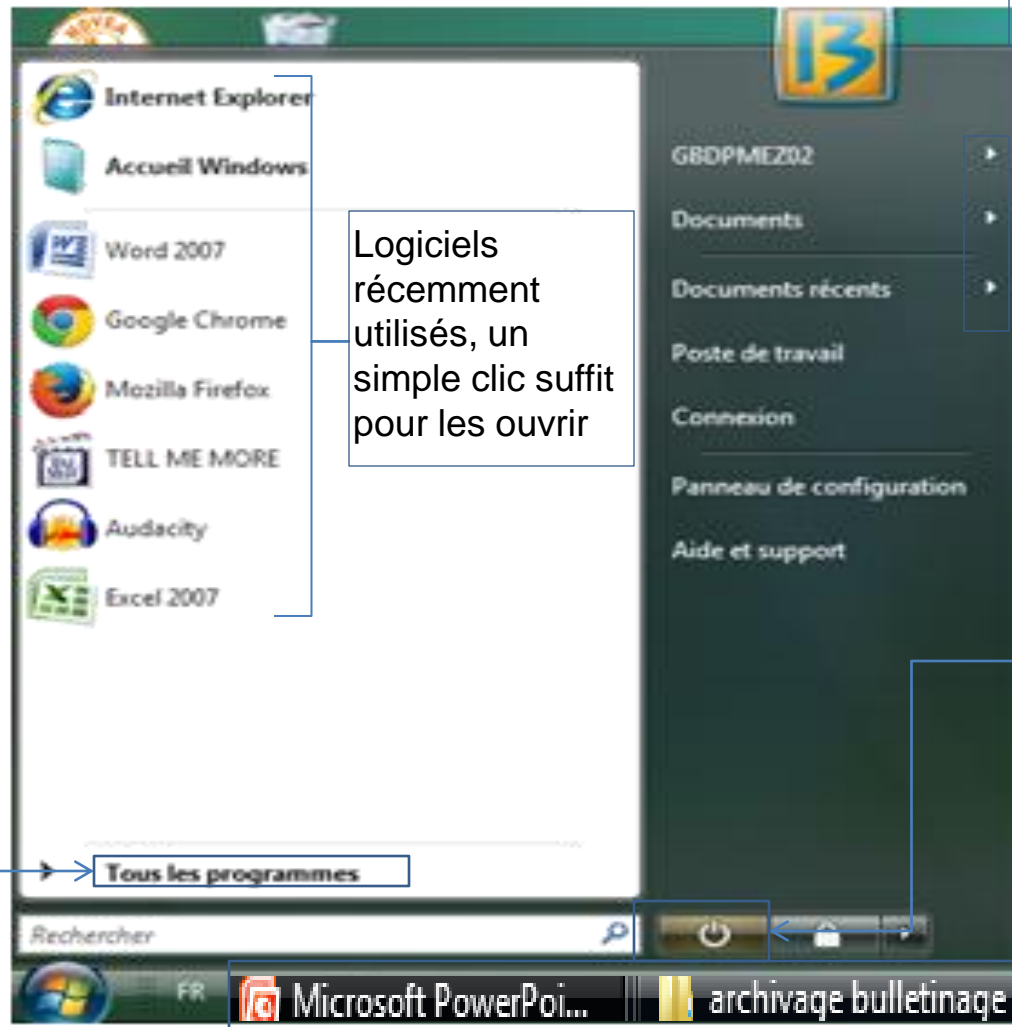 Internet Explorer
Accueil Windows
Word 2007
Google Chrome
Mozilla Firefox
TELL ME MORE
Audacity
Excel 2007
Logiciels
récemment
utilisés, un
simple clic suffit
pour les ouvrir
Tous les programmes
Rechercher
13
GBDPMEZ02
Documents
Documents récents
Poste de travail
Connexion
Panneau de configuration
Aide et support
FR
Microsoft PowerPoi...
archivage bulletinage